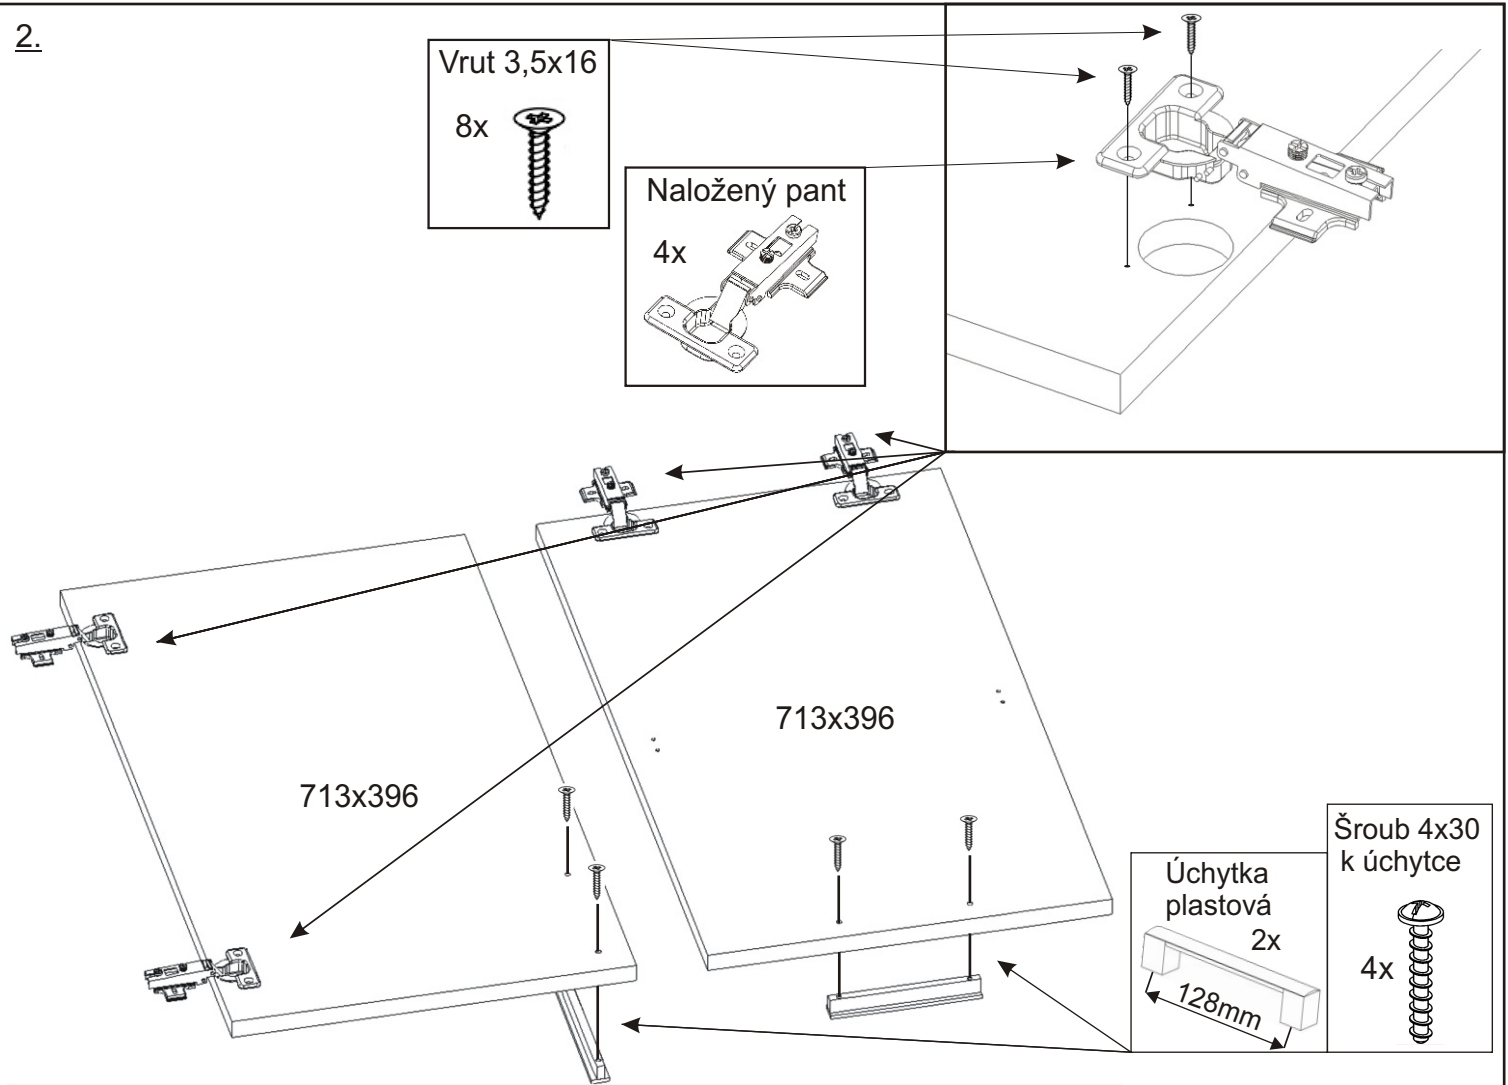 2.
Vrut 3,5x16
8x
Naložený pant
4x
713x396
713x396
Úchytka
plastová
2x
128mm
Šroub 4x30
k úchytce
4x